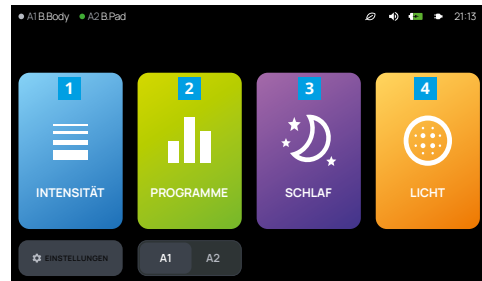 A1 B.Body A2 B.Pad 21:13
1 2 3 4
INTENSITÄT PROGRAMME SCHLAF LICHT
EINSTELLUNGEN A1 A2